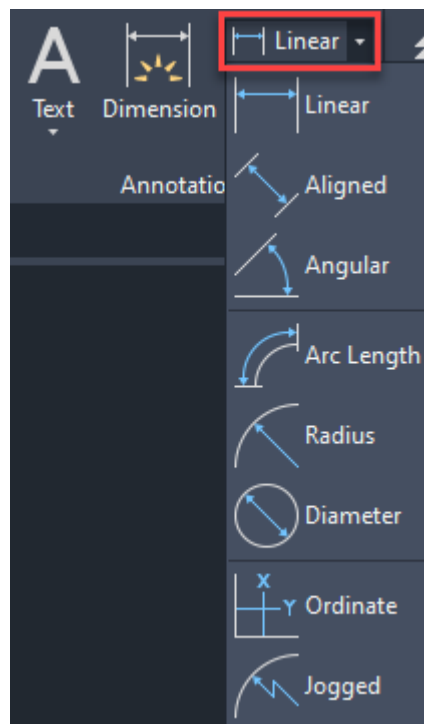 Linear
A
Text
Dimension
Annotatio
Linear
Aligned
Angular
Arc Length
Radius
Diameter
X
Y
Ordinate
Jogged